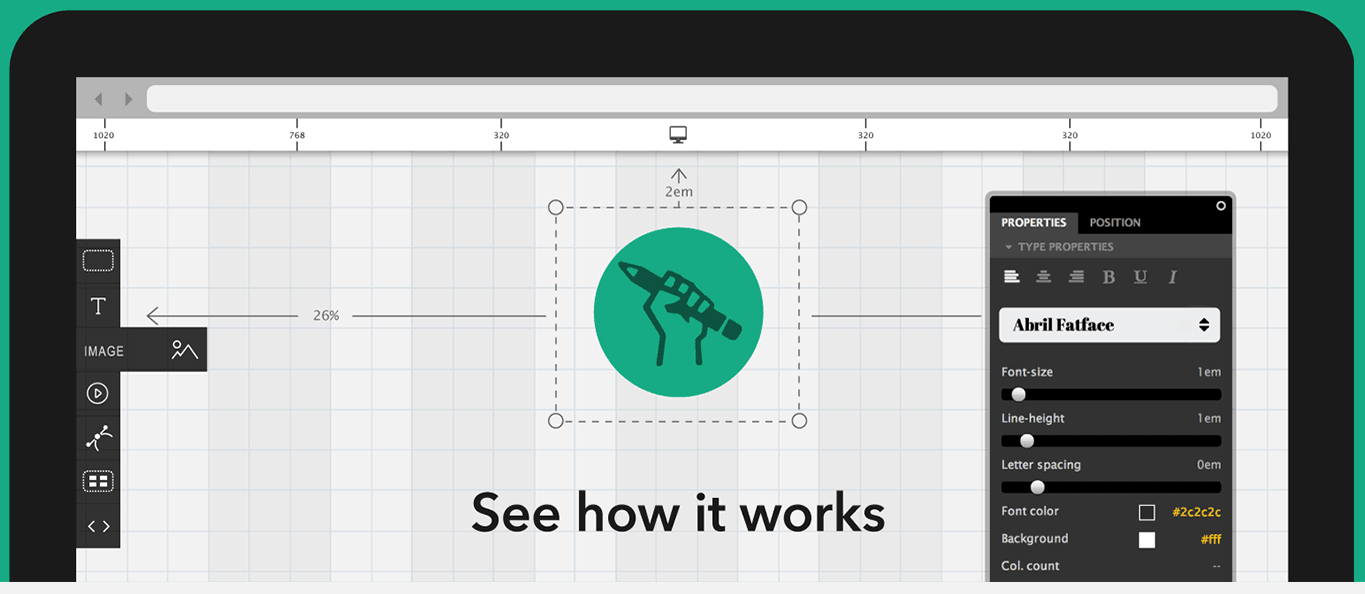 1020 768 320 320 320 1020
2em
PROPERTIES POSITION
TYPE PROPERTIES
B U I
T
26%
Abril Fatface
IMAGE
Font-size 1em
Line-height 1em
Letter spacing 0em
See how it works
Font color #2c2c2c
Background #fff
Col. count --